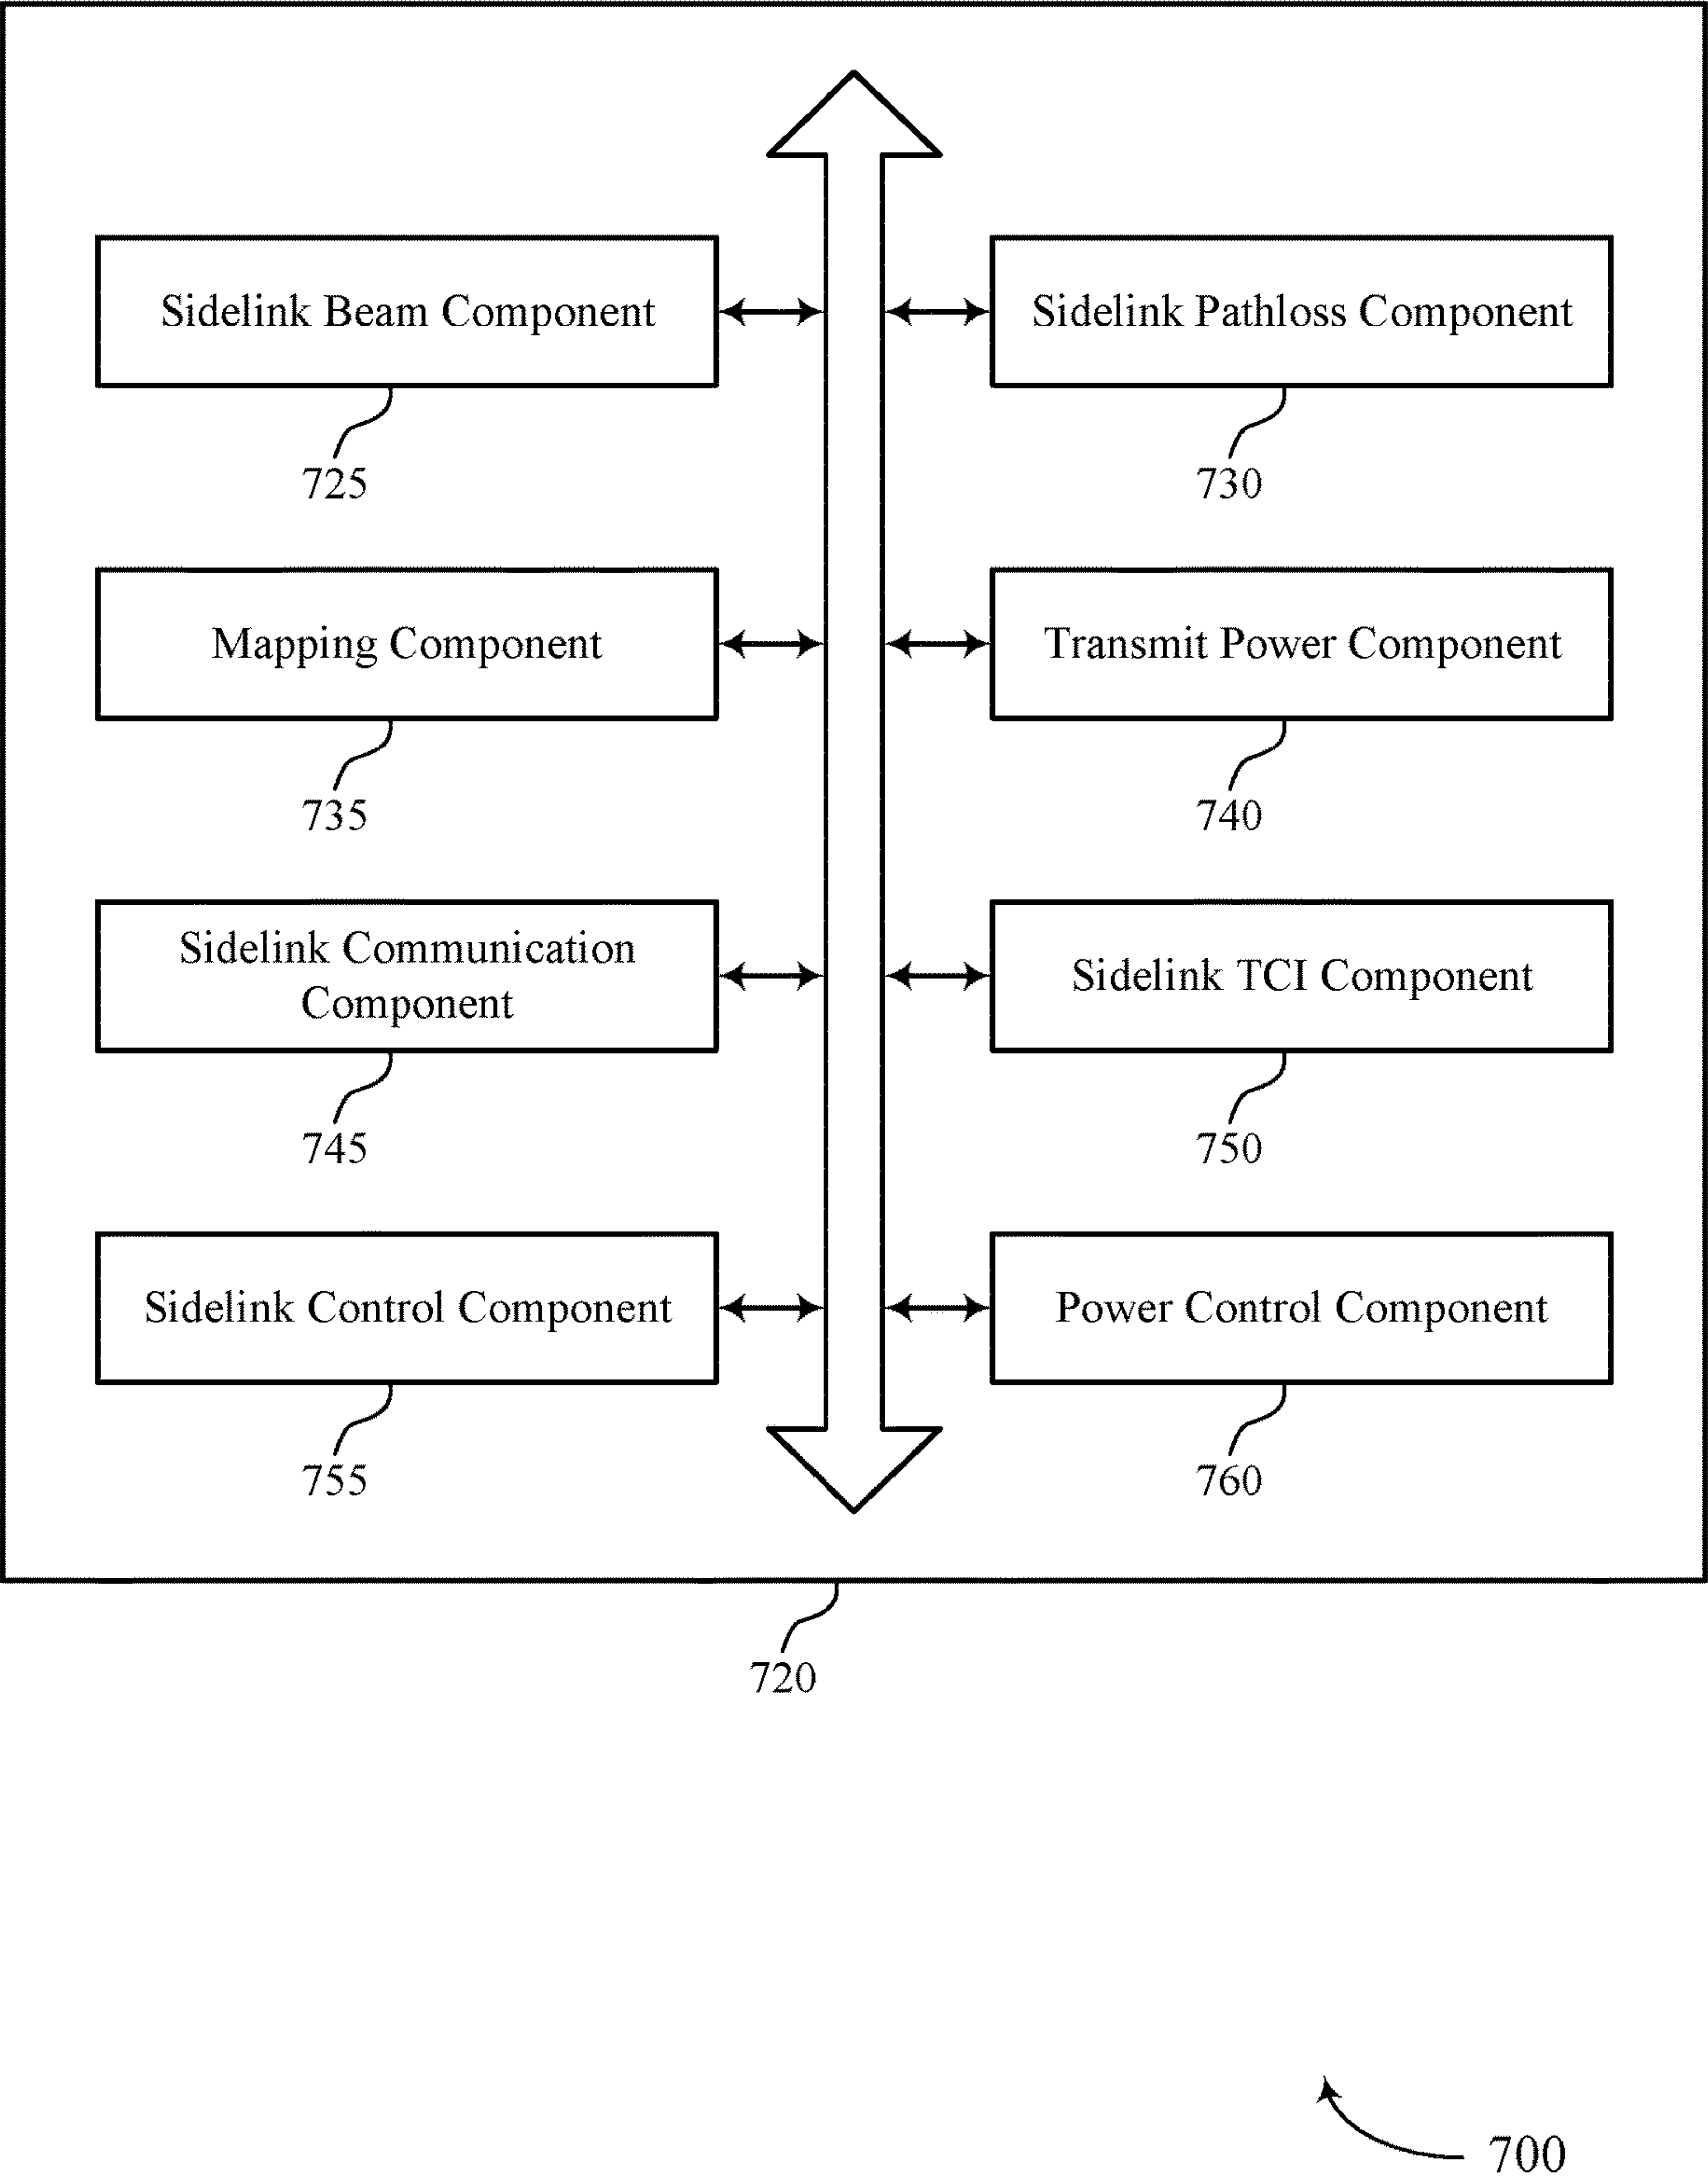 Sidelink Beam Component
Sidelink Pathloss Component
725
730
Mapping Component
Transmit Power Component
735
740
Sidelink Communication
Component
Sidelink TCI Component
745
750
Sidelink Control Component
Power Control Component
755
760
720
700